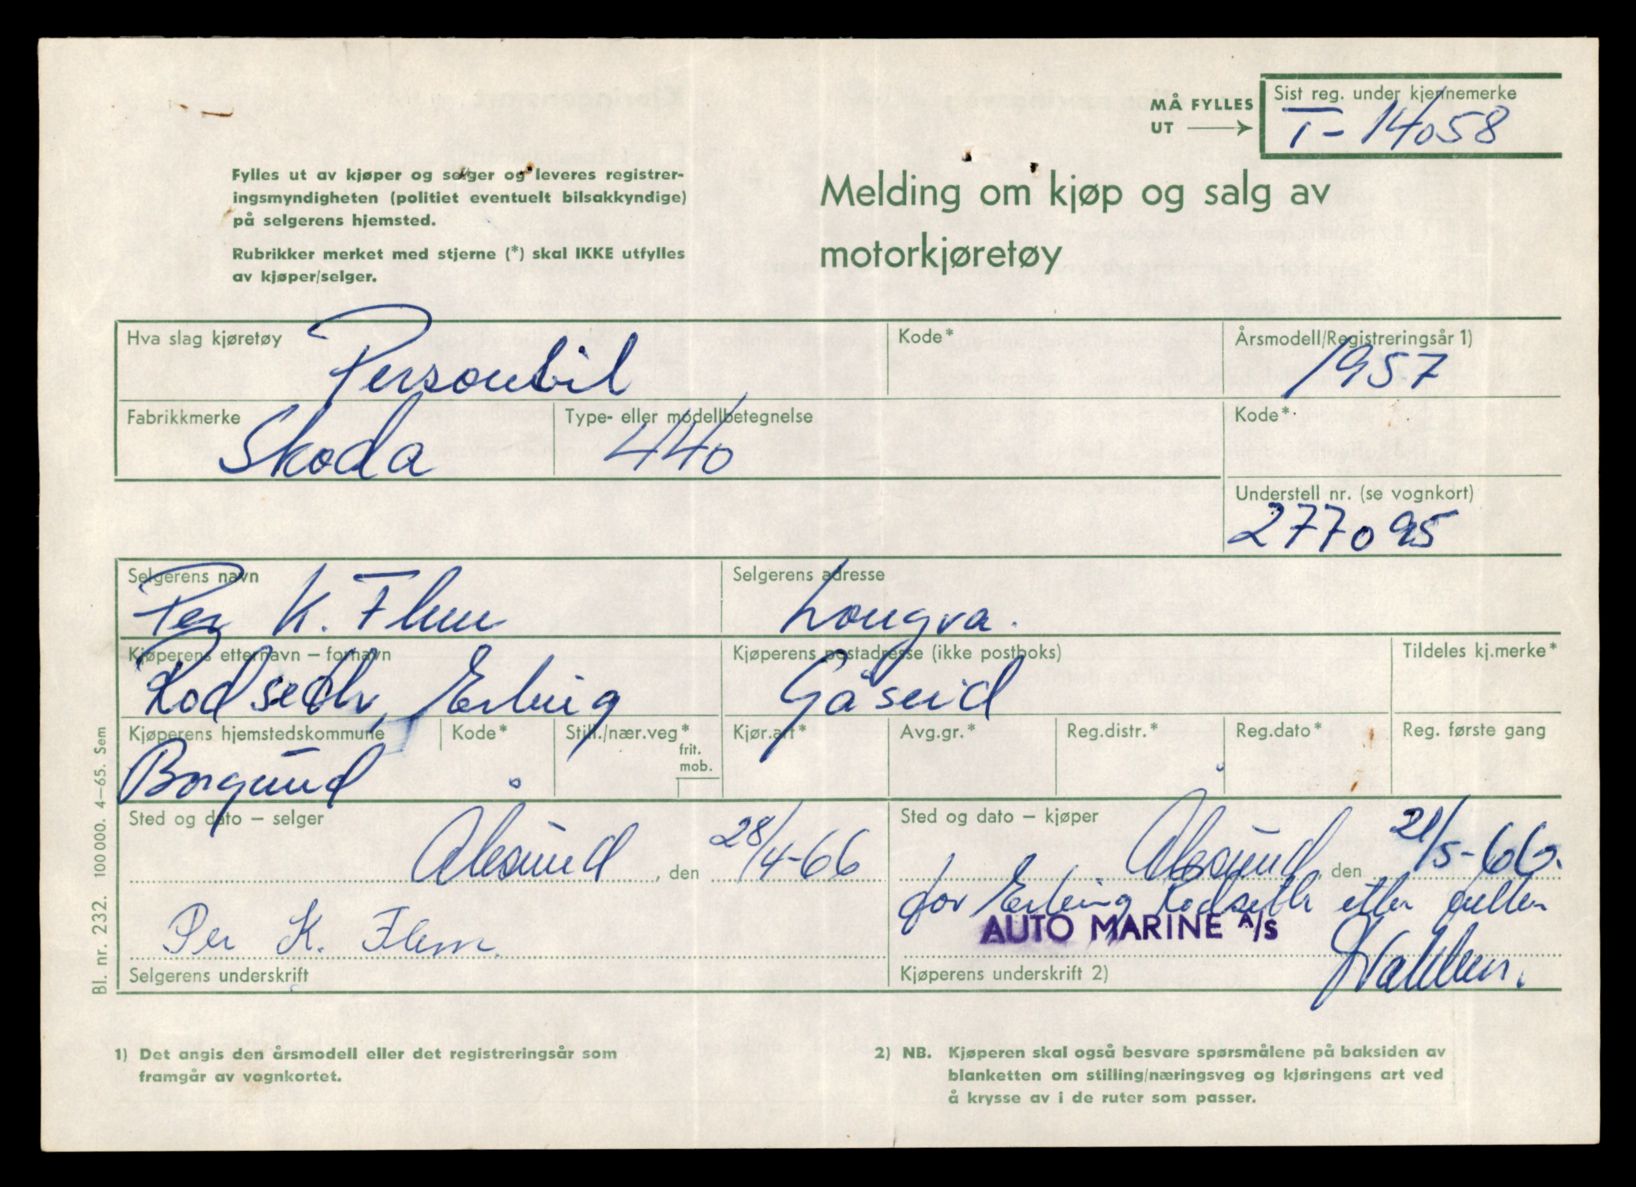 MÅ FYLLES
UT
Sist reg. under kjennemerke
T- 14058
Fylles ut av kjøper og selger og leveres registrer-
ingsmyndigheten (politiet eventuelt bilsakkyndige)
på selgerens hjemsted.
Rubrikker merket med stjerne (*) skal IKKE utfylles
av kjøper/selger.
Melding om kjøp og salg av
motorkjøretøy
Hva slag kjøretøy
Personbil
Kode*
Årsmodell/Registreringsår 1)
1957
Fabrikkmerke
Skoda
Type- eller modellbetegnelse
440
Kode*
Understell nr. (se vognkort)
277095
Selgerens navn
Per K. Flem
Selgerens adresse
Longva.
Kjøperens etternavn – fornavn
Rodseth, Erling
Kjøperens postadresse (ikke postboks)
Gåseid
Tildeles kj.merke*
Kjøperens hjemstedskommune
Borgund
Kode*
Still./nær.veg*
frit.
mob.
Kjør.art*
Avg.gr.*
Reg.distr.*
Reg.dato*
Reg. første gang
Sted og dato – selger
Ålesund, den 28/4-66
Sted og dato – kjøper
Ålesund, den 21/5-66.
for Erling Rodseth etter
AUTO MARINE A/S
Per K. Flem.
Selgerens underskrift
Kjøperens underskrift 2)
Bl. nr. 2232. 100 000. 4–65. Sem
1) Det angis den årsmodell eller det registreringsår som
framgår av vognkortet.
2) NB. Kjøperen skal også besvare spørsmålene på baksiden av
blanketten om stilling/næringsveg og kjøringens art ved
å krysse av i de ruter som passer.